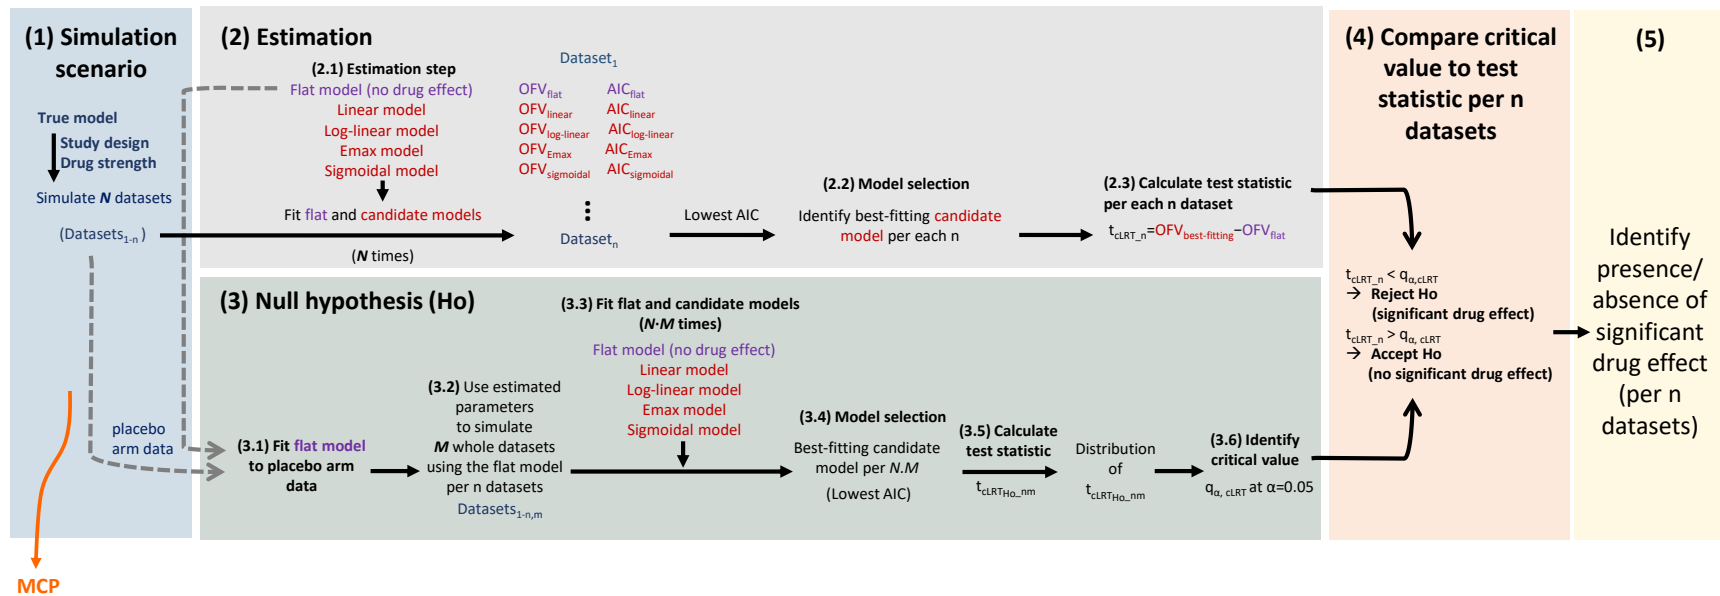 (1) Simulation
scenario
True model
Study design
Drug strength
Simulate N datasets
(Datasets1-n )
placebo
arm data
MCP
(2) Estimation
(2.1) Estimation step
Flat model (no drug effect)
Linear model
Log-linear model
Emax model
Sigmoidal model
Fit flat and candidate models
(N times)
Dataset1
OFVflat AICflat
OFVlinear AIClinear
OFVlog-linear AIClog-linear
OFVEmax AICEmax
OFVsigmoidal AICsigmoidal
⋮
Datasetn
Lowest AIC
(2.2) Model selection
Identify best-fitting candidate
model per each n
(2.3) Calculate test statistic
per each n dataset
tcLRT_n=OFVbest-fitting−OFVflat
(3) Null hypothesis (Ho)
(3.1) Fit flat model
to placebo arm
data
(3.2) Use estimated
parameters
to simulate
M whole datasets
using the flat model
per n datasets
Datasets1-n,m
(3.3) Fit flat and candidate models
(N·M times)
Flat model (no drug effect)
Linear model
Log-linear model
Emax model
Sigmoidal model
(3.4) Model selection
Best-fitting candidate
model per N.M
(Lowest AIC)
(3.5) Calculate
test statistic
tcLRTHo_nm
Distribution
of
tcLRTHo_nm
(3.6) Identify
critical value
qα, cLRT at α=0.05
(4) Compare critical
value to test
statistic per n
datasets
tcLRT_n < qα,cLRT
→ Reject Ho
(significant drug effect)
tcLRT_n > qα, cLRT
→ Accept Ho
(no significant drug effect)
(5)
Identify
presence/
absence of
significant
drug effect
(per n
datasets)